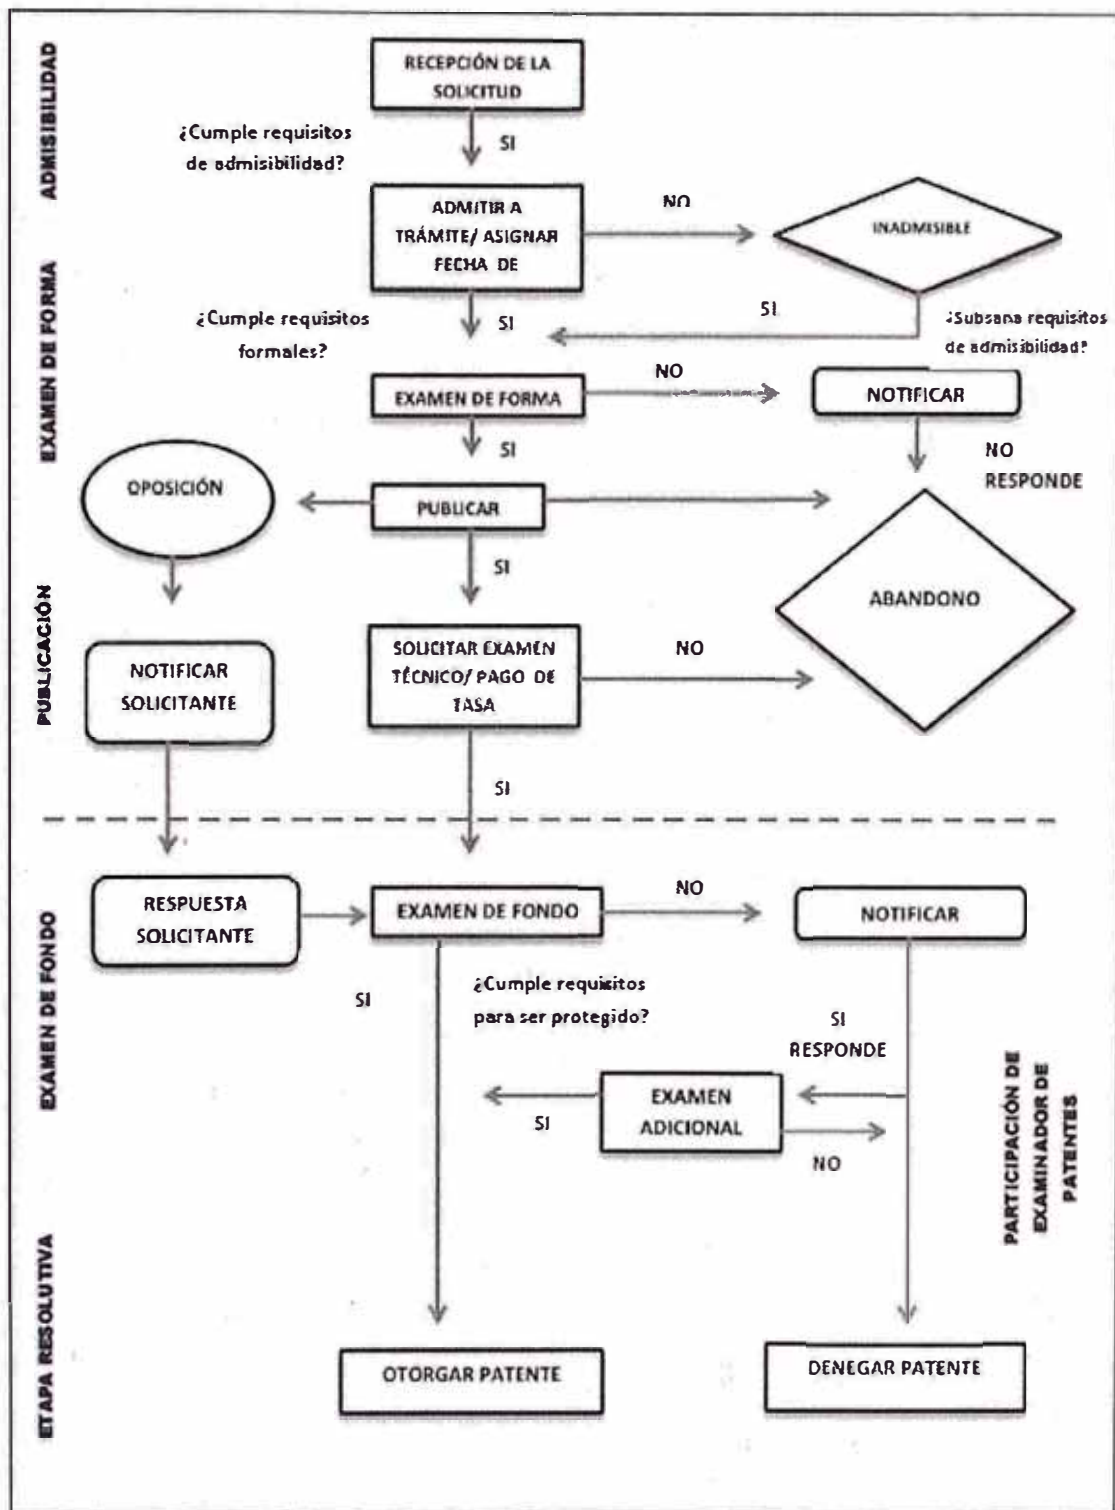 ADMISIBILIDAD
RECEPCIÓN DE LA
SOLICITUD
¿Cumple requisitos
de admisibilidad?
SI
ADMITIR A
TRÁMITE/ ASIGNAR
FECHA DE
NO
INADMISIBLE
EXAMEN DE FORMA
¿Cumple requisitos
formales?
SI
SI
¿Subsana requisitos
de admisibilidad?
EXAMEN DE FORMA
NO
NOTIFICAR
SI
NO
RESPONDE
PUBLICACIÓN
OPOSICIÓN
PUBLICAR
SI
ABANDONO
NOTIFICAR
SOLICITANTE
SOLICITAR EXAMEN
TÉCNICO/ PAGO DE
TASA
NO
SI
EXAMEN DE FONDO
RESPUESTA
SOLICITANTE
EXAMEN DE FONDO
NO
NOTIFICAR
SI
¿Cumple requisitos
para ser protegido?
SI
RESPONDE
EXAMEN
ADICIONAL
SI
NO
PARTICIPACIÓN DE
EXAMINADOR DE
PATENTES
ETAPA RESOLUTIVA
OTORGAR PATENTE
DENEGAR PATENTE